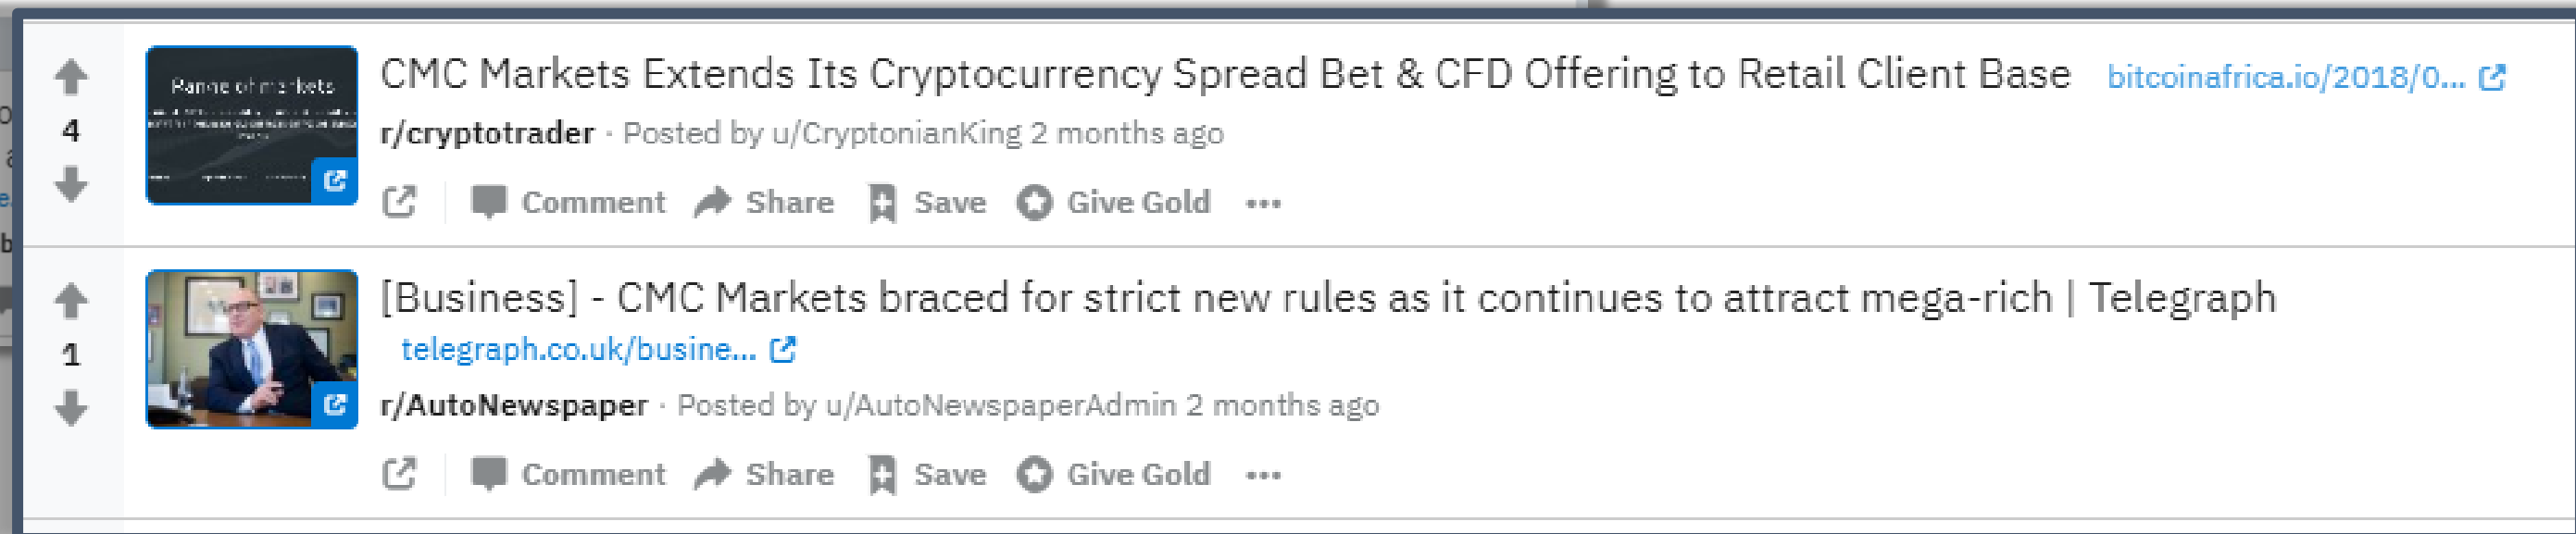 CMC Markets Extends Its Cryptocurrency Spread Bet & CFD Offering to Retail Client Base bitcoinafrica.io/2018/0...
4
r/cryptotrader · Posted by u/CryptonianKing 2 months ago
Comment Share Save Give Gold ...
[Business] - CMC Markets braced for strict new rules as it continues to attract mega-rich | Telegraph
telegraph.co.uk/busine...
1
r/AutoNewspaper · Posted by u/AutoNewspaperAdmin 2 months ago
Comment Share Save Give Gold ...